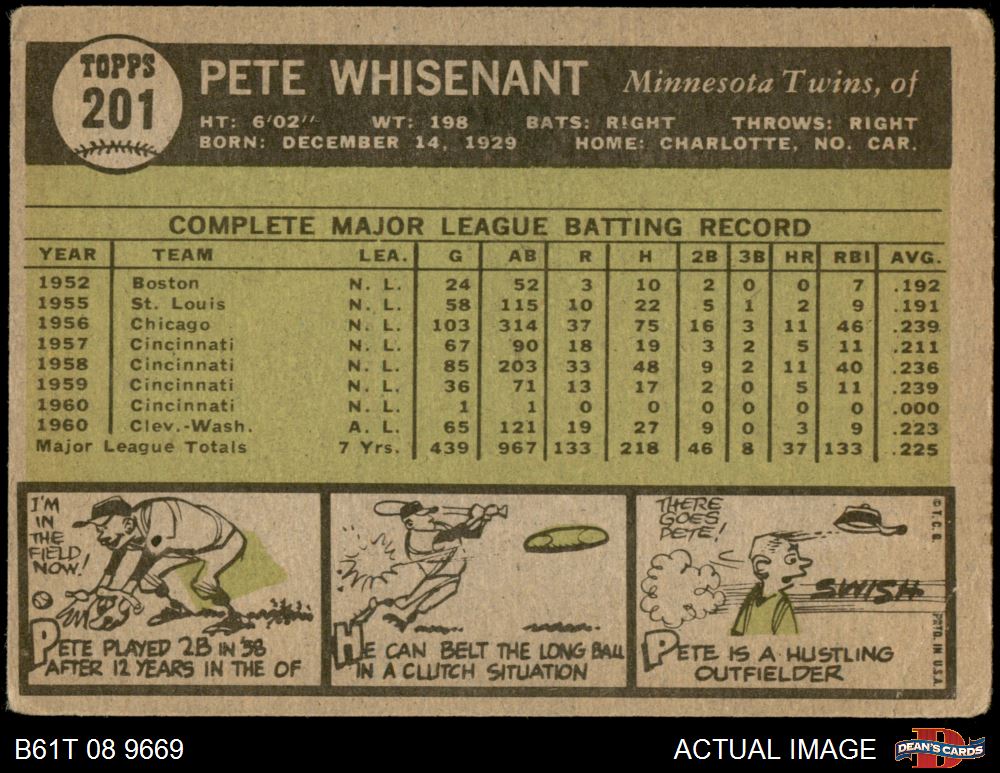 TOPPS
201
PETE WHISENANT Minnesota Twins, of
HT: 6'02" WT: 198 BATS: RIGHT THROWS: RIGHT
BORN: DECEMBER 14, 1929 HOME: CHARLOTTE, NO. CAR.
COMPLETE MAJOR LEAGUE BATTING RECORD
YEAR TEAM LEA. G AB R H 2B 3B HR RBI AVG.
1952 Boston N. L. 24 52 3 10 2 0 0 7 .192
1955 St. Louis N. L. 58 115 10 22 5 1 2 9 .191
1956 Chicago N. L. 103 314 37 75 16 3 11 46 .239
1957 Cincinnati N. L. 67 90 18 19 3 2 5 11 .211
1958 Cincinnati N. L. 85 203 33 48 9 2 11 40 .236
1959 Cincinnati N. L. 36 71 13 17 2 0 5 11 .239
1960 Cincinnati N. L. 1 1 0 0 0 0 0 0 .000
1960 Clev.-Wash. A. L. 65 121 19 27 9 0 3 9 .223
Major League Totals 7 Yrs. 439 967 133 218 46 8 37 133 .225
I'M
IN
THE
FIELD
NOW!
PETE PLAYED 2B IN '58
AFTER 12 YEARS IN THE OF
HE CAN BELT THE LONG BALL
IN A CLUTCH SITUATION
THERE
GOES
PETE!
SWISH
PETE IS A HUSTLING
OUTFIELDER
© T. C. G.
PRTD. IN U.S.A.
B61T 08 9669
ACTUAL IMAGE
D
DEAN'S CARDS